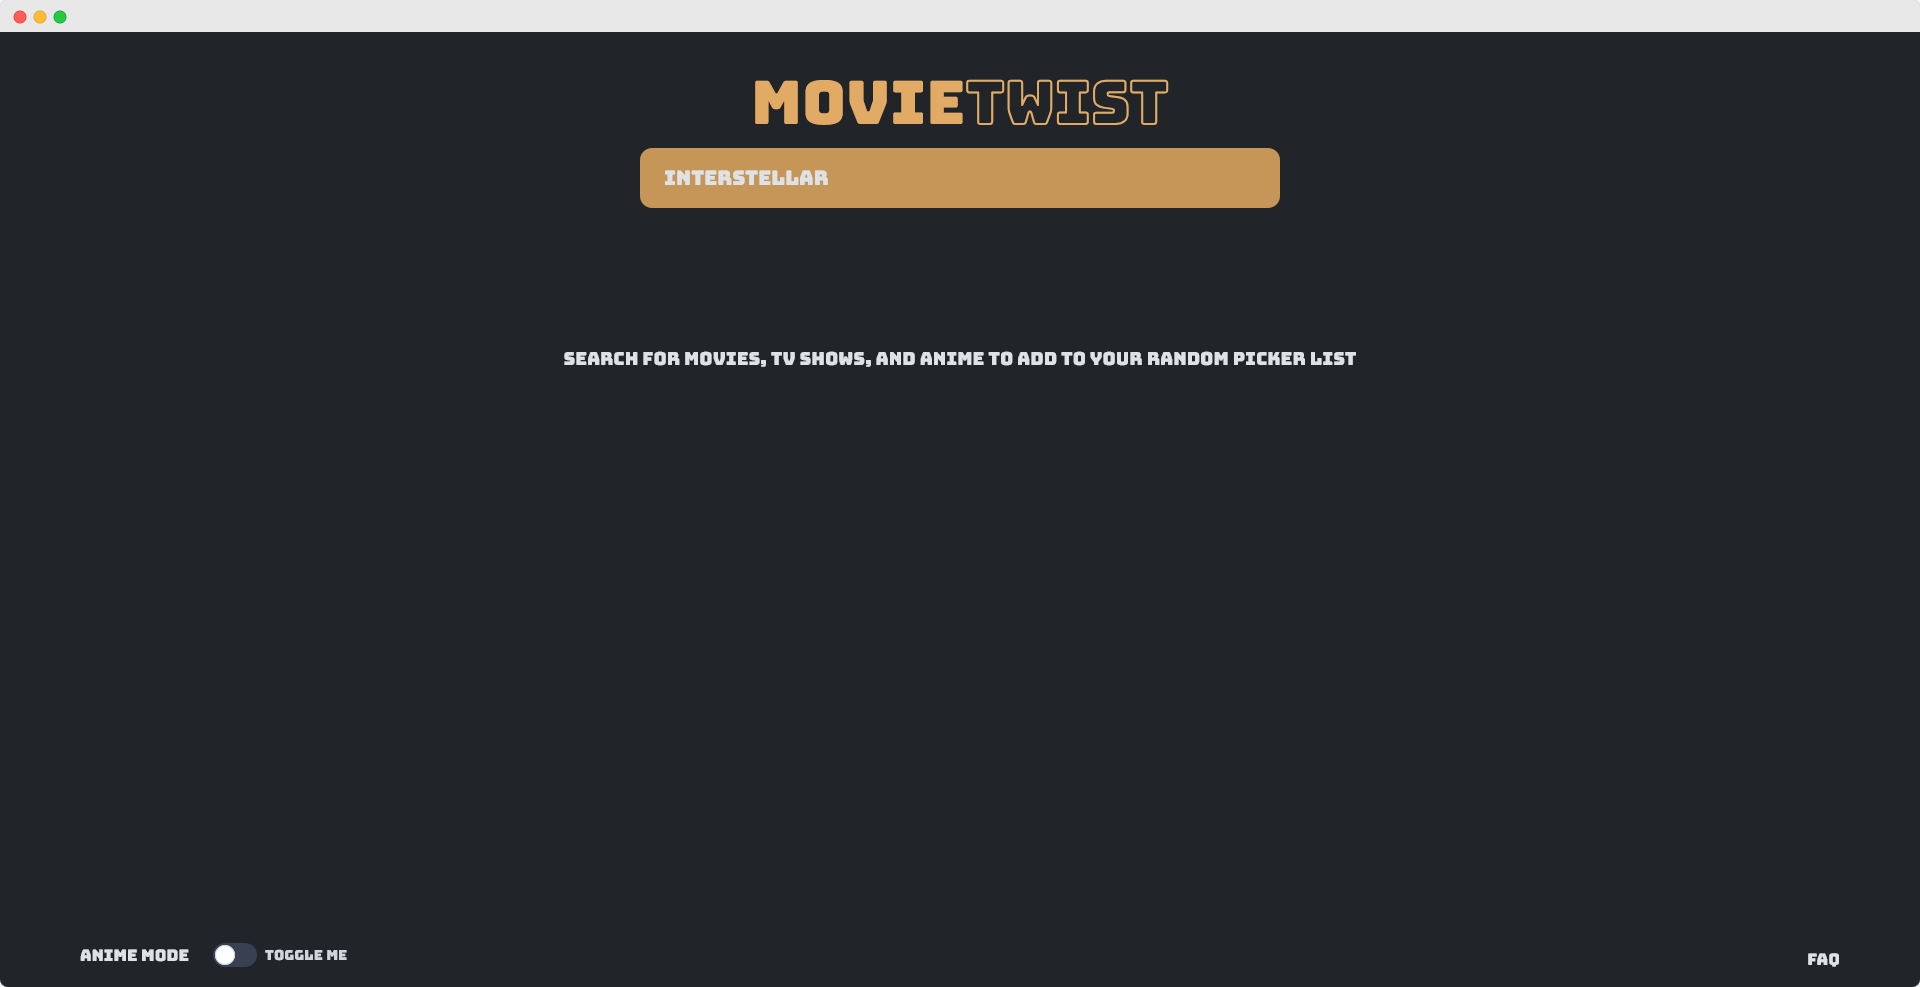 MOVIETWIST
INTERSTELLAR
SEARCH FOR MOVIES, TV SHOWS, AND ANIME TO ADD TO YOUR RANDOM PICKER LIST
ANIME MODE TOGGLE ME
FAQ